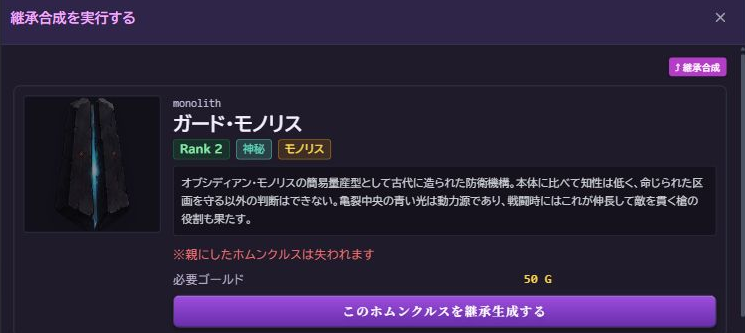 継承合成を実行する
×
⤴継承合成
monolith
ガード・モノリス
Rank 2 神秘 モノリス
オブシディアン・モノリスの簡易量産型として古代に造られた防衛機構。本体に比べて知性は低く、命じられた区
画を守る以外の判断はできない。亀裂中央の青い光は動力源であり、戦闘時にはこれが伸長して敵を貫く槍の
役割も果たす。
※親にしたホムンクルスは失われます
必要ゴールド 50 G
このホムンクルスを継承生成する